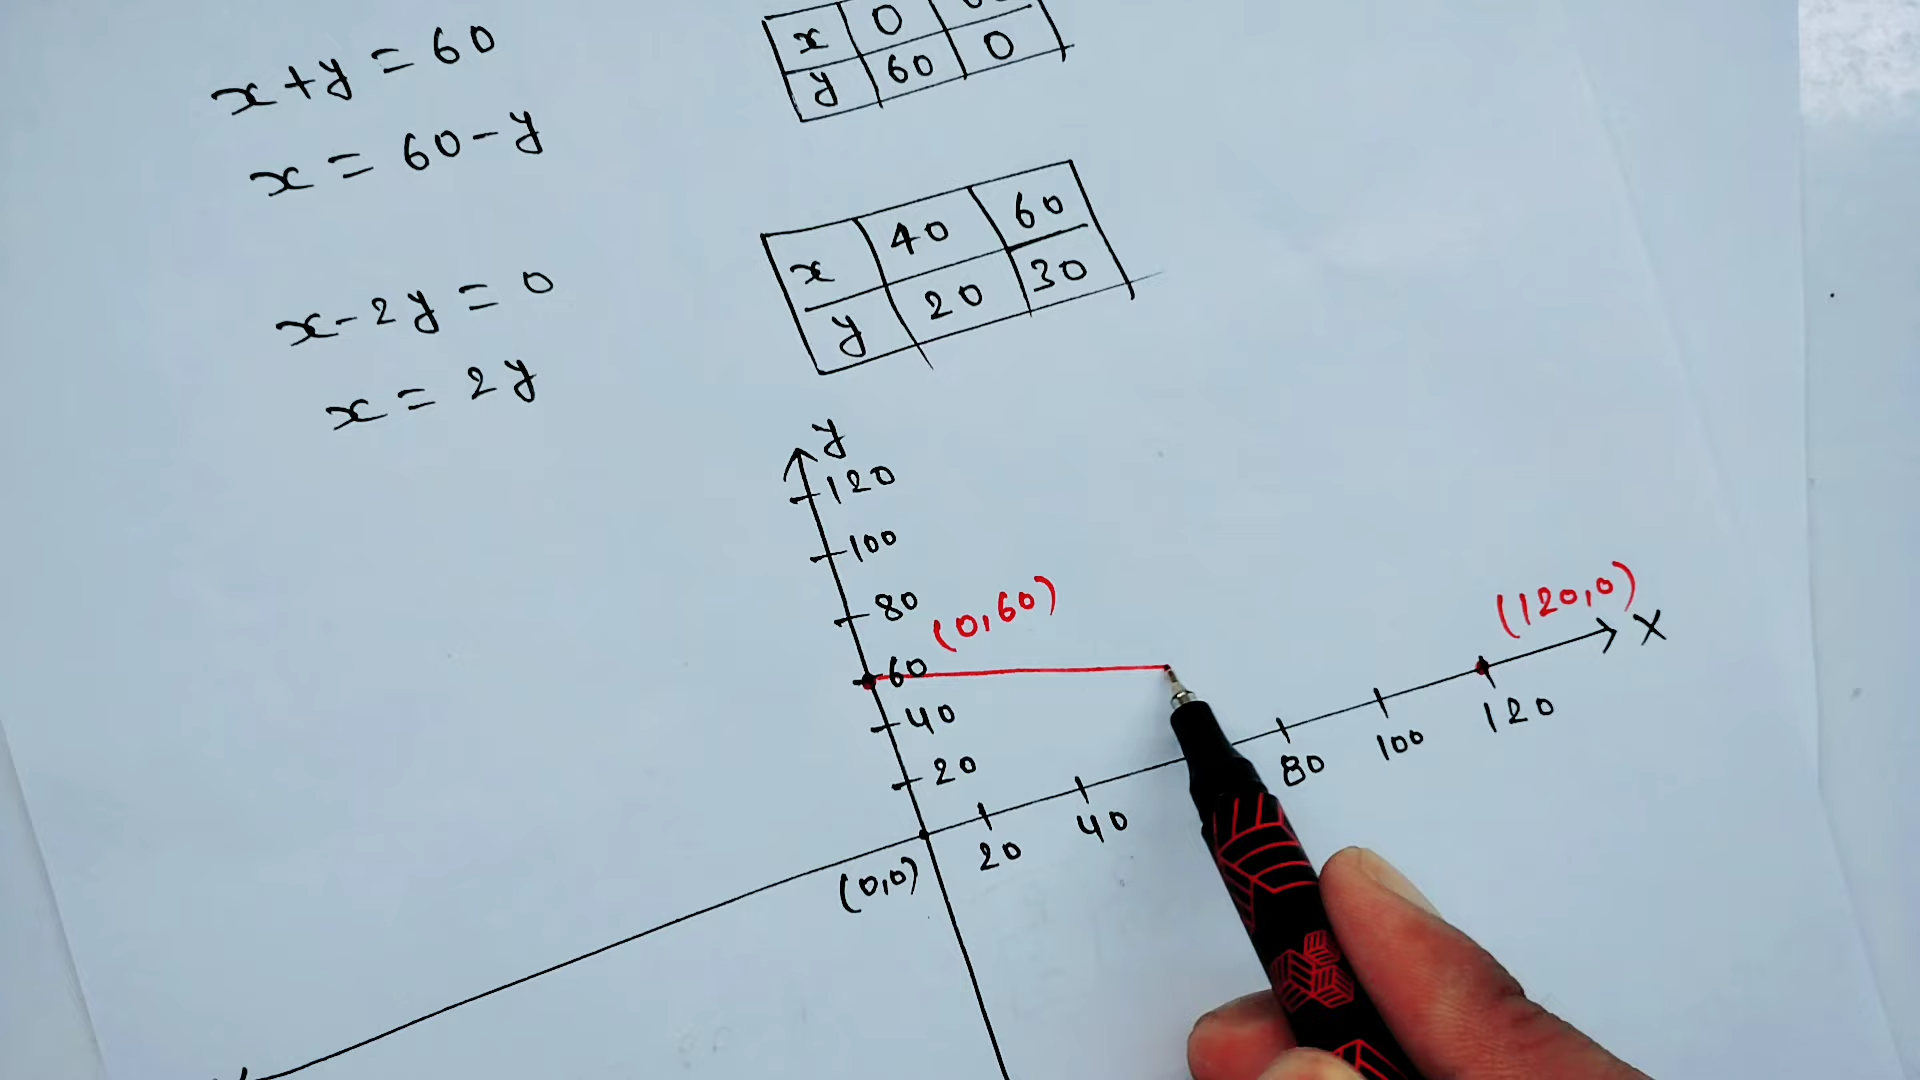 x+y=60
x=60-y
x 0
y 60 0
x-2y=0
x=2y
x 40 60
y 20 30
y
120
100
80
60
40
20
(0,60)
(120,0)
X
(0,0)
20 40 80 100 120